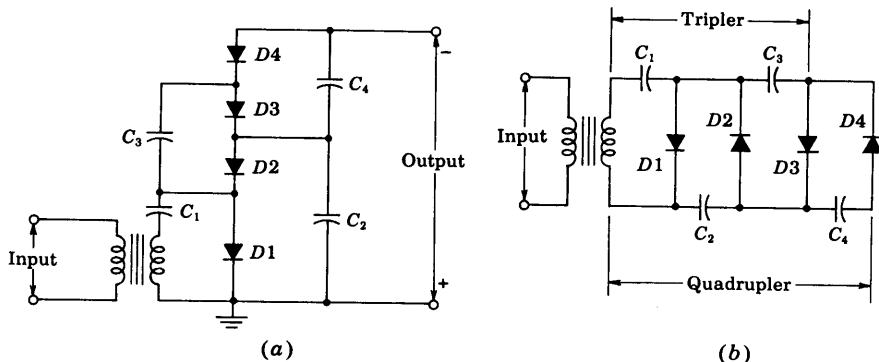 D4
C4
D3
C3
D2
Output
C1
C2
Input
D1
−
+
(a)
Tripler
C1
C3
Input
D1
D2
D3
D4
C2
C4
Quadrupler
(b)